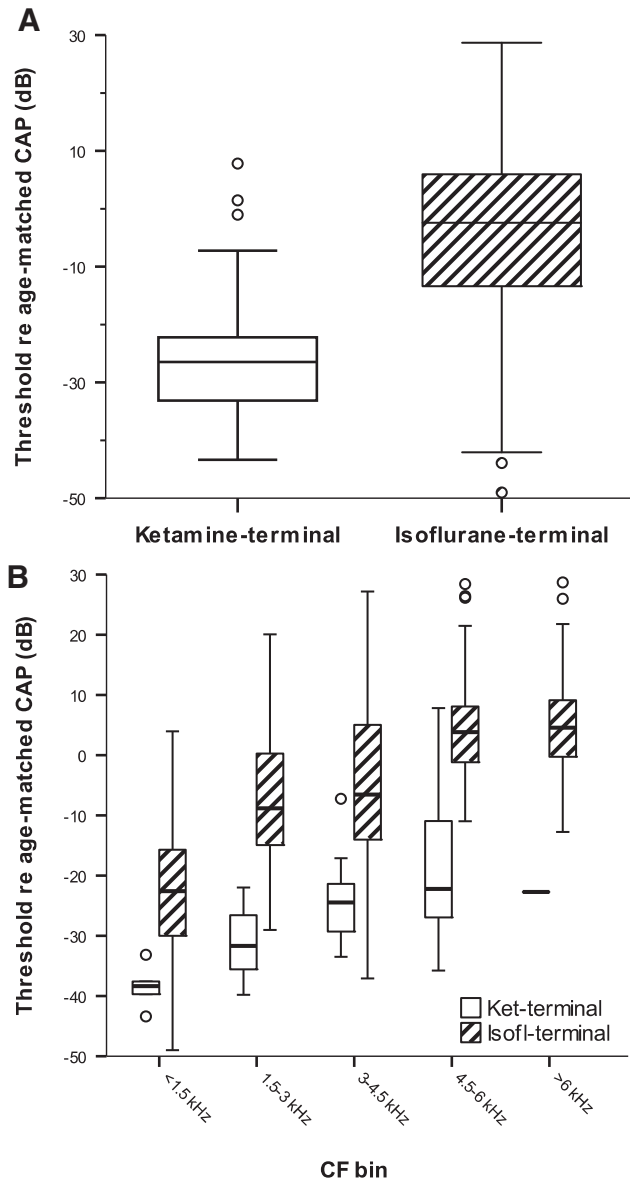 A
Threshold re age-matched CAP (dB)
30
10
-10
-30
-50
Ketamine-terminal
Isoflurane-terminal
B
Threshold re age-matched CAP (dB)
30
20
10
0
-10
-20
-30
-40
-50
Ket-terminal
Isofl-terminal
<1.5 kHz
1.5-3 kHz
3-4.5 kHz
4.5-6 kHz
>6 kHz
CF bin